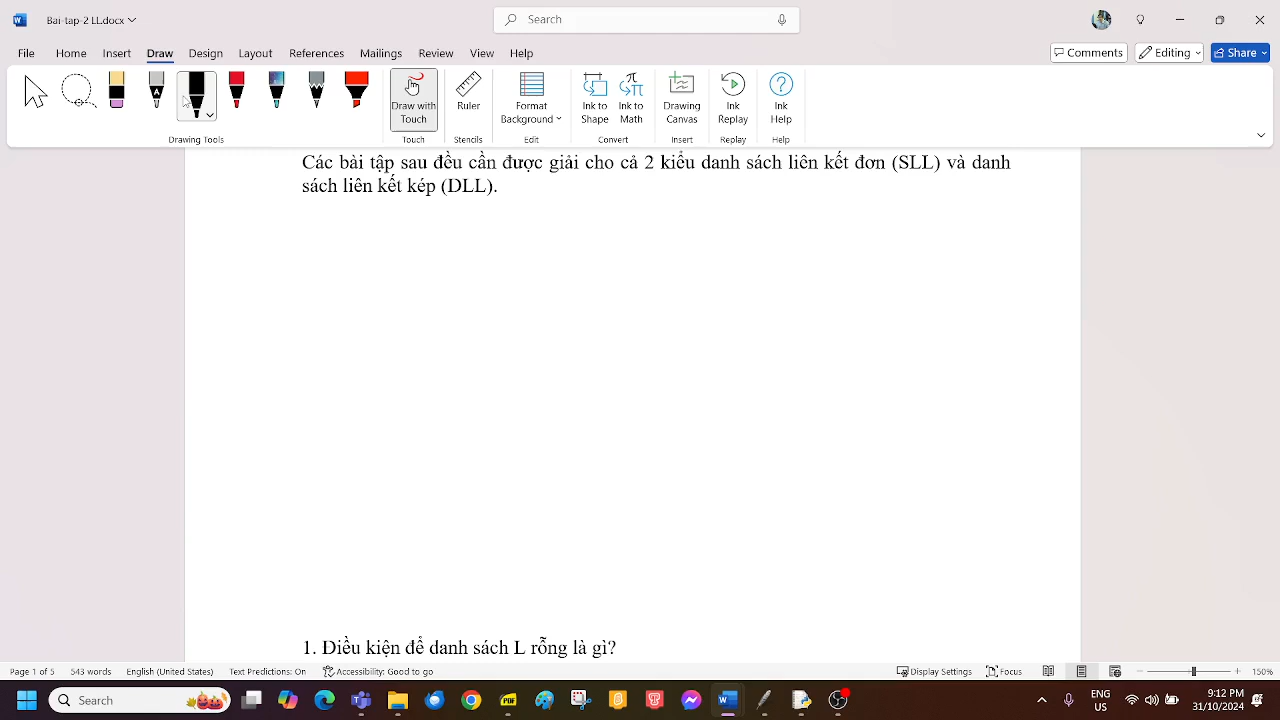 Bai-tap-2 LL.docx
Search
File Home Insert Draw Design Layout References Mailings Review View Help
Comments Editing Share
Draw with Touch
Ruler
Format Background
Ink to Shape
Ink to Math
Drawing Canvas
Ink Replay
Ink Help
Drawing Tools Touch Stencils Edit Convert Insert Replay Help
Các bài tập sau đều cần được giải cho cả 2 kiểu danh sách liên kết đơn (SLL) và danh
sách liên kết kép (DLL).
1. Điều kiện để danh sách L rỗng là gì?
Page 1 of 5 543 words English (United States) Text Predictions: On Accessibility: Good to go Display Settings Focus 150%
Search PDF ENG US 9:12 PM 31/10/2024